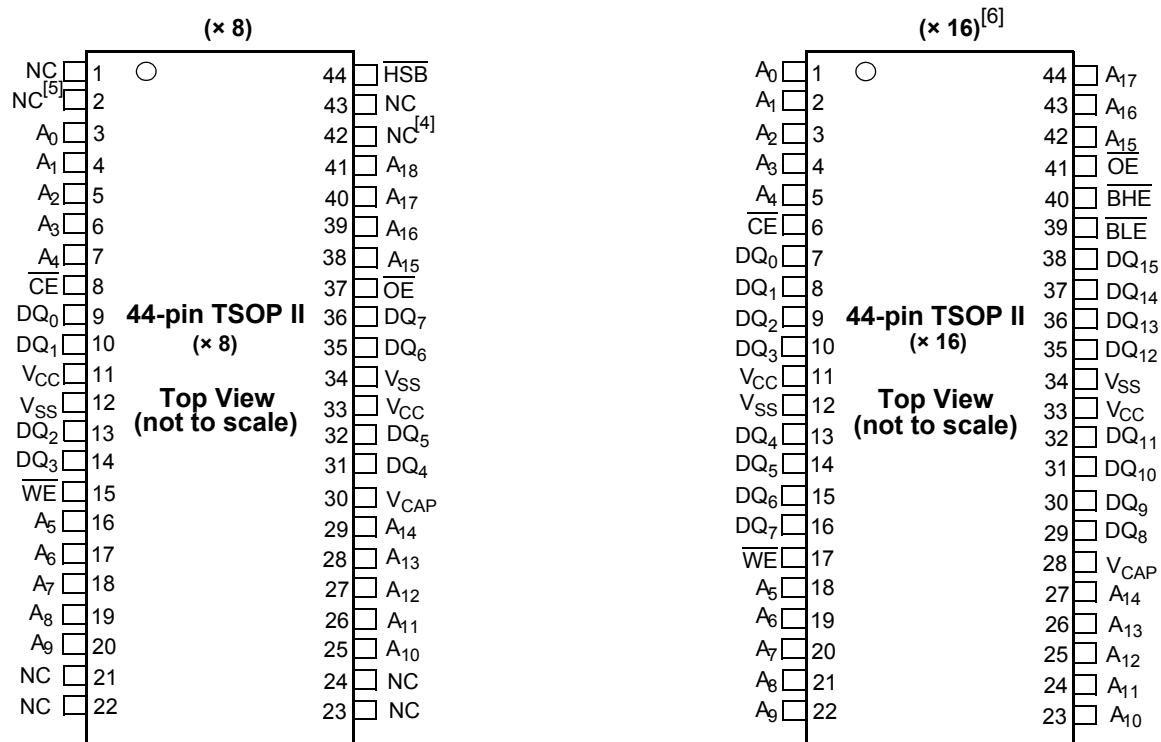 (× 8)
NC 1 44 H̅S̅B̅
NC[5] 2 43 NC
A0 3 42 NC[4]
A1 4 41 A18
A2 5 40 A17
A3 6 39 A16
A4 7 38 A15
C̅E̅ 8 37 O̅E̅
DQ0 9 44-pin TSOP II 36 DQ7
DQ1 10 (× 8) 35 DQ6
VCC 11 34 VSS
VSS 12 Top View 33 VCC
DQ2 13 (not to scale) 32 DQ5
DQ3 14 31 DQ4
W̅E̅ 15 30 VCAP
A5 16 29 A14
A6 17 28 A13
A7 18 27 A12
A8 19 26 A11
A9 20 25 A10
NC 21 24 NC
NC 22 23 NC
(× 16)[6]
A0 1 44 A17
A1 2 43 A16
A2 3 42 A15
A3 4 41 O̅E̅
A4 5 40 B̅H̅E̅
C̅E̅ 6 39 B̅L̅E̅
DQ0 7 38 DQ15
DQ1 8 37 DQ14
DQ2 9 44-pin TSOP II 36 DQ13
DQ3 10 (× 16) 35 DQ12
VCC 11 34 VSS
VSS 12 Top View 33 VCC
DQ4 13 (not to scale) 32 DQ11
DQ5 14 31 DQ10
DQ6 15 30 DQ9
DQ7 16 29 DQ8
W̅E̅ 17 28 VCAP
A5 18 27 A14
A6 19 26 A13
A7 20 25 A12
A8 21 24 A11
A9 22 23 A10